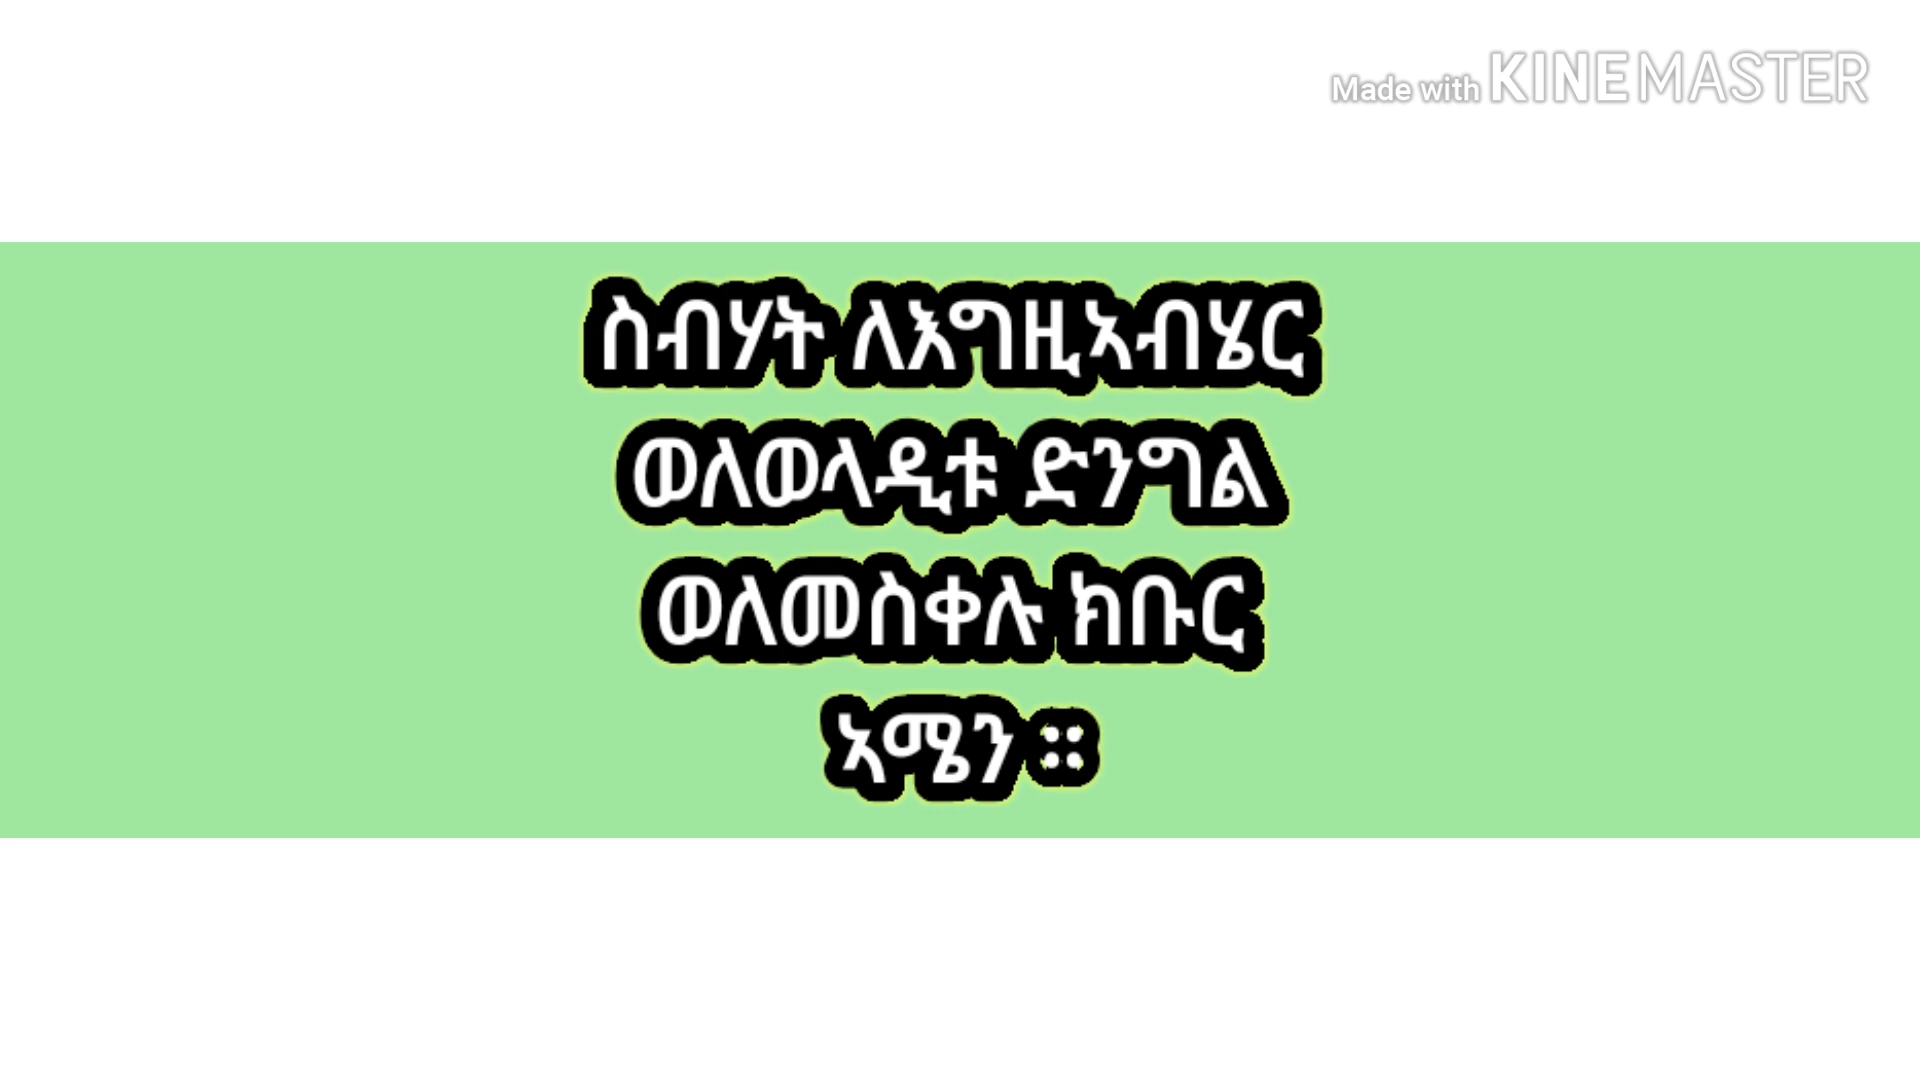 Made with KINEMASTER
ስብሃት ለእግዚኣብሄር
ወለወላዲቱ ድንግል
ወለመስቀሉ ክቡር
ኣሜን ።